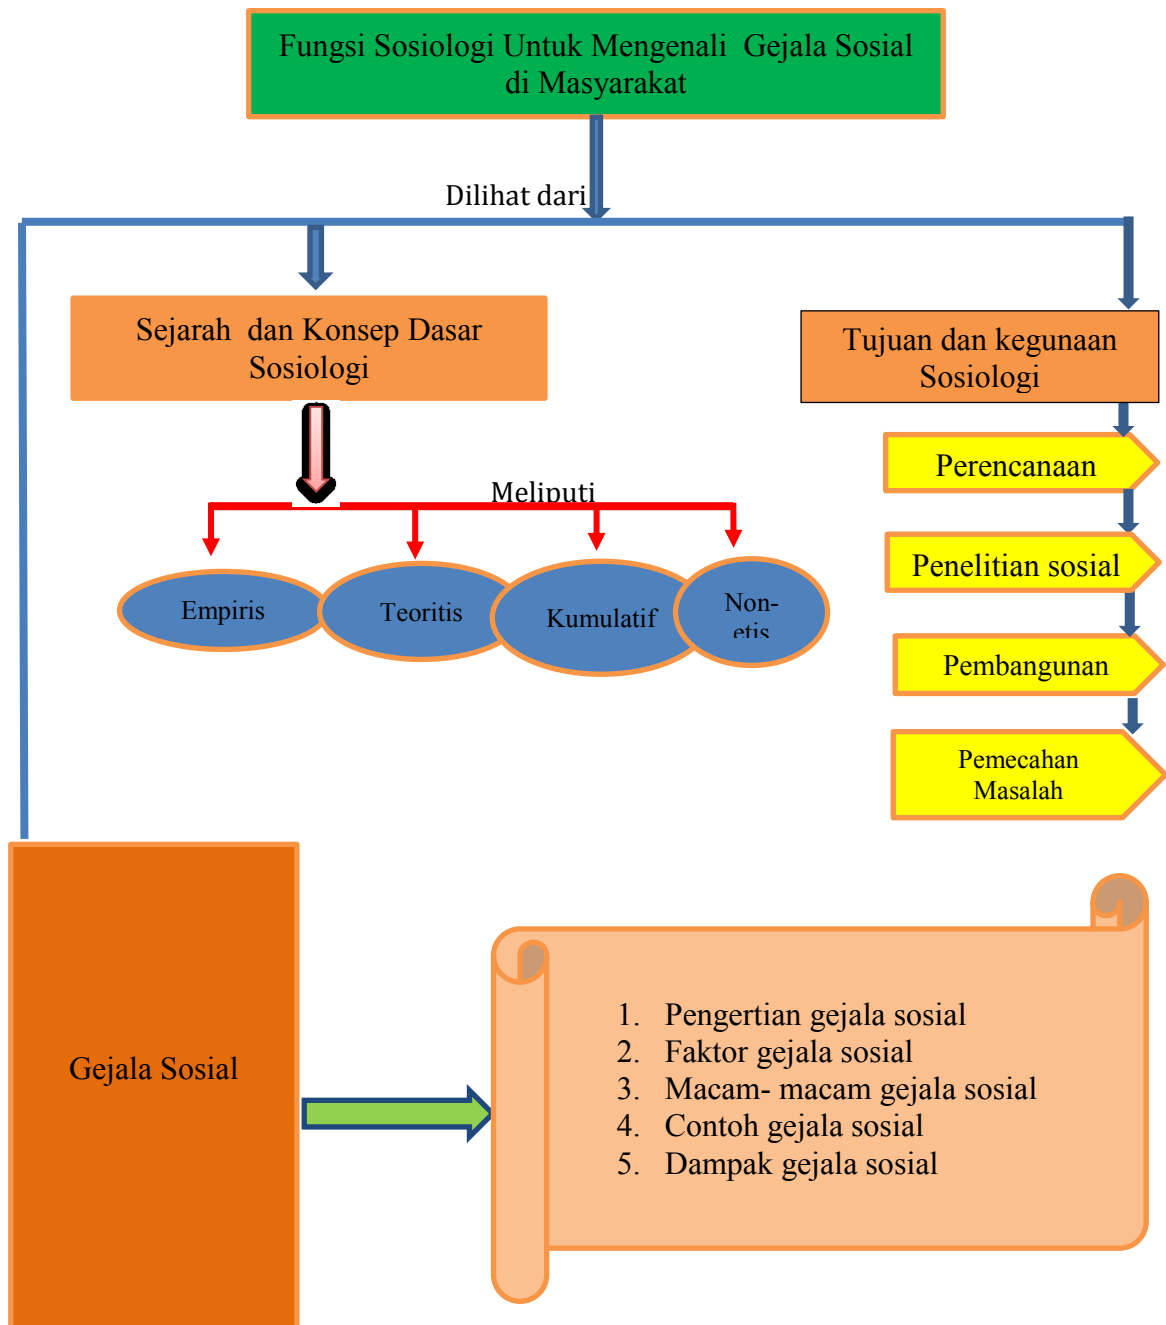 Fungsi Sosiologi Untuk Mengenali Gejala Sosial
di Masyarakat
Dilihat dari
Sejarah dan Konsep Dasar
Sosiologi
Tujuan dan kegunaan
Sosiologi
Meliputi
Empiris
Teoritis
Kumulatif
Non-
etis
Perencanaan
Penelitian sosial
Pembangunan
Pemecahan
Masalah
Gejala Sosial
1. Pengertian gejala sosial
2. Faktor gejala sosial
3. Macam- macam gejala sosial
4. Contoh gejala sosial
5. Dampak gejala sosial